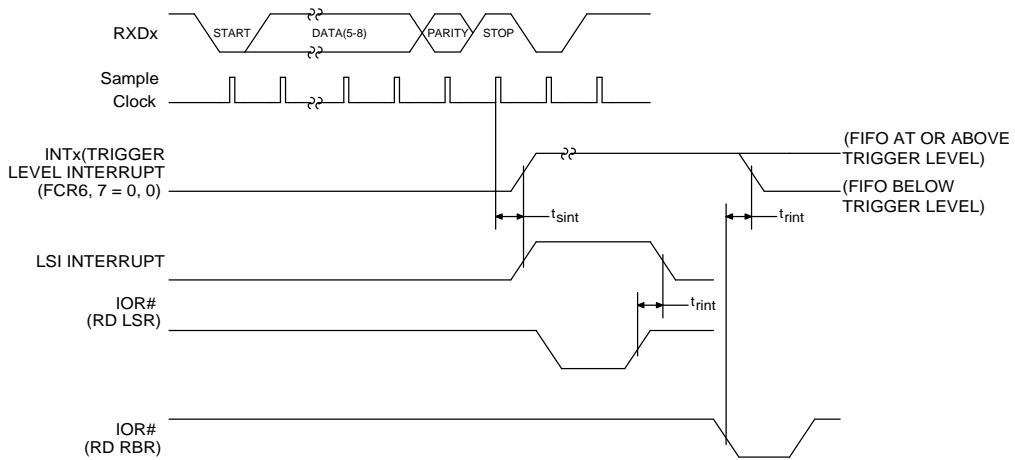 RXDx
START
DATA(5-8)
PARITY
STOP
Sample
Clock
INTx(TRIGGER
LEVEL INTERRUPT
(FCR6, 7 = 0, 0)
(FIFO AT OR ABOVE
TRIGGER LEVEL)
(FIFO BELOW
TRIGGER LEVEL)
tsint
trint
LSI INTERRUPT
IOR#
(RD LSR)
trint
IOR#
(RD RBR)